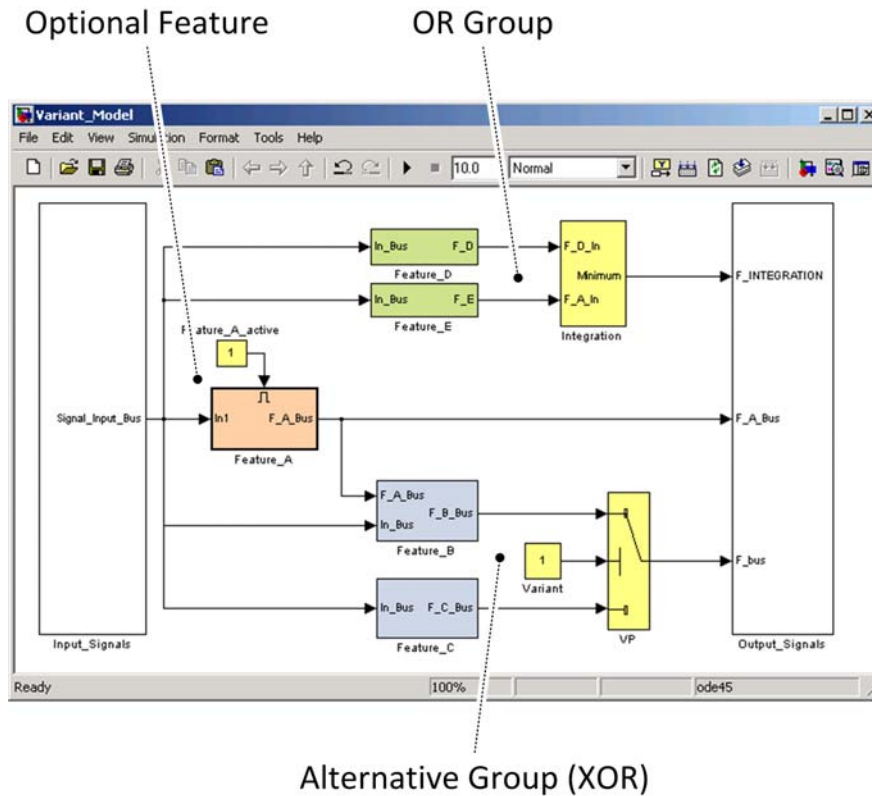 Optional Feature
OR Group
Variant_Model
File Edit View Simulation Format Tools Help
10.0 Normal
In_Bus F_D
Feature_D
In_Bus F_E
Feature_E
F_D_In
Minimum
F_A_In
Integration
F_INTEGRATION
Feature_A_active
1
Signal_Input_Bus
In1 F_A_Bus
Feature_A
F_A_Bus
F_A_Bus
F_B_Bus
In_Bus
Feature_B
1
Variant
F_bus
In_Bus F_C_Bus
Feature_C
VP
Input_Signals
Output_Signals
Ready 100% ode45
Alternative Group (XOR)